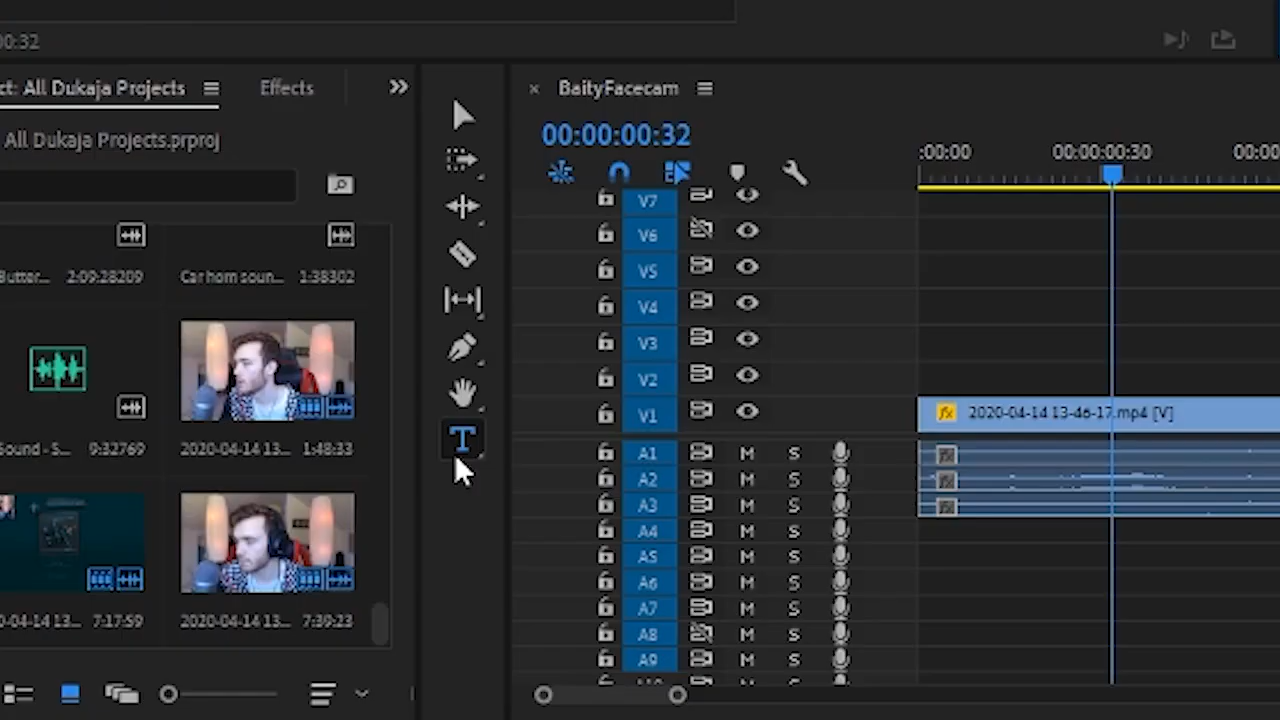 00:32
ct: All Dukaja Projects
Effects
All Dukaja Projects.prproj
Butter... 2:09:28209
Car horn soun... 1:38302
Sound - S... 9:32769
2020-04-14 13... 1:48:33
0-04-14 13... 7:17:59
2020-04-14 13... 7:39:23
BaityFacecam
00:00:00:32
:00:00
00:00:00:30
00:00
V7
V6
V5
V4
V3
V2
V1
fx 2020-04-14 13-46-17.mp4 [V]
A1 M S
fx
A2 M S
fx
A3 M S
fx
A4 M S
A5 M S
A6 M S
A7 M S
A8 M S
A9 M S